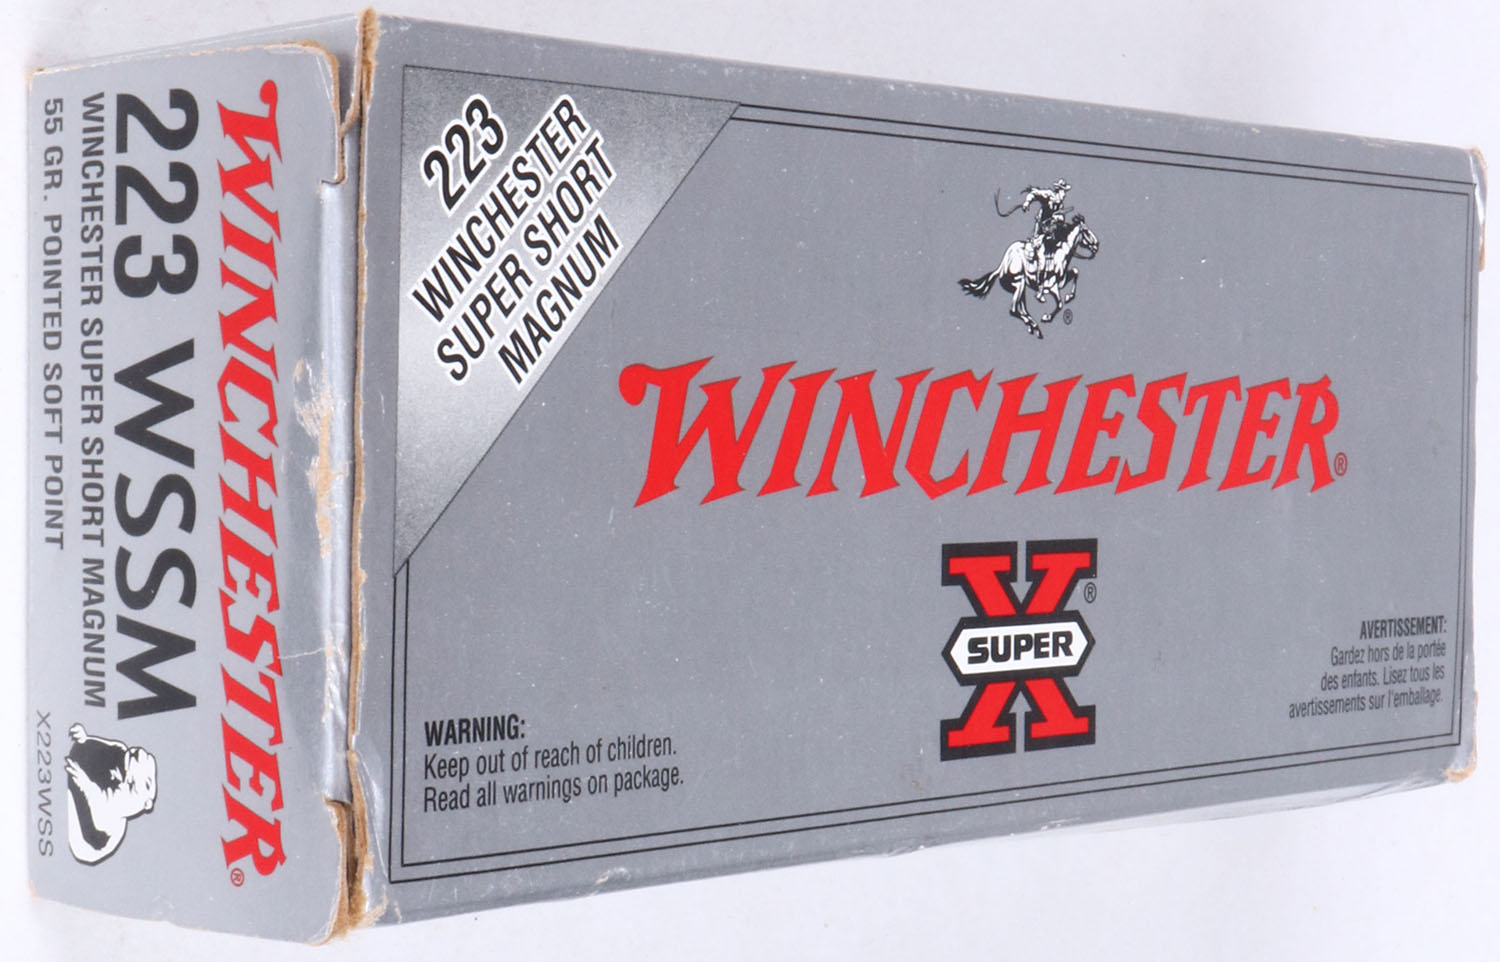 WINCHESTER®
223 WSSM
WINCHESTER SUPER SHORT MAGNUM
55 GR. POINTED SOFT POINT
X223WSS
223
WINCHESTER
SUPER SHORT
MAGNUM
®
WINCHESTER®
X®
SUPER
WARNING:
Keep out of reach of children.
Read all warnings on package.
AVERTISSEMENT:
Gardez hors de la portée
des enfants. Lisez tous les
avertissements sur l'emballage.